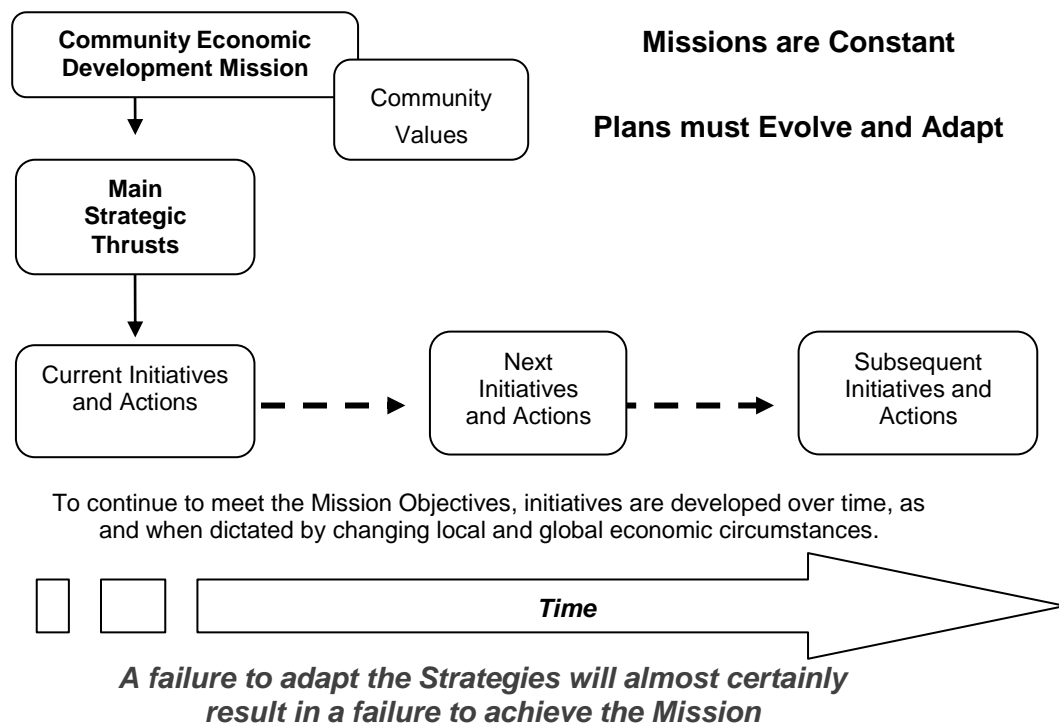 Community Economic
Development Mission
Missions are Constant
Community
Values
Plans must Evolve and Adapt
Main
Strategic
Thrusts
Current Initiatives
and Actions
Next
Initiatives
and Actions
Subsequent
Initiatives and
Actions
To continue to meet the Mission Objectives, initiatives are developed over time, as
and when dictated by changing local and global economic circumstances.
Time
A failure to adapt the Strategies will almost certainly
result in a failure to achieve the Mission